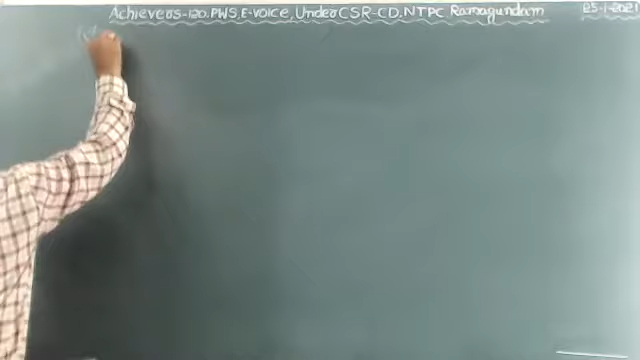 Achievers-120, PWS, E-Voice, Under CSR-CD, NTPC Ramagundam
25-1-2021